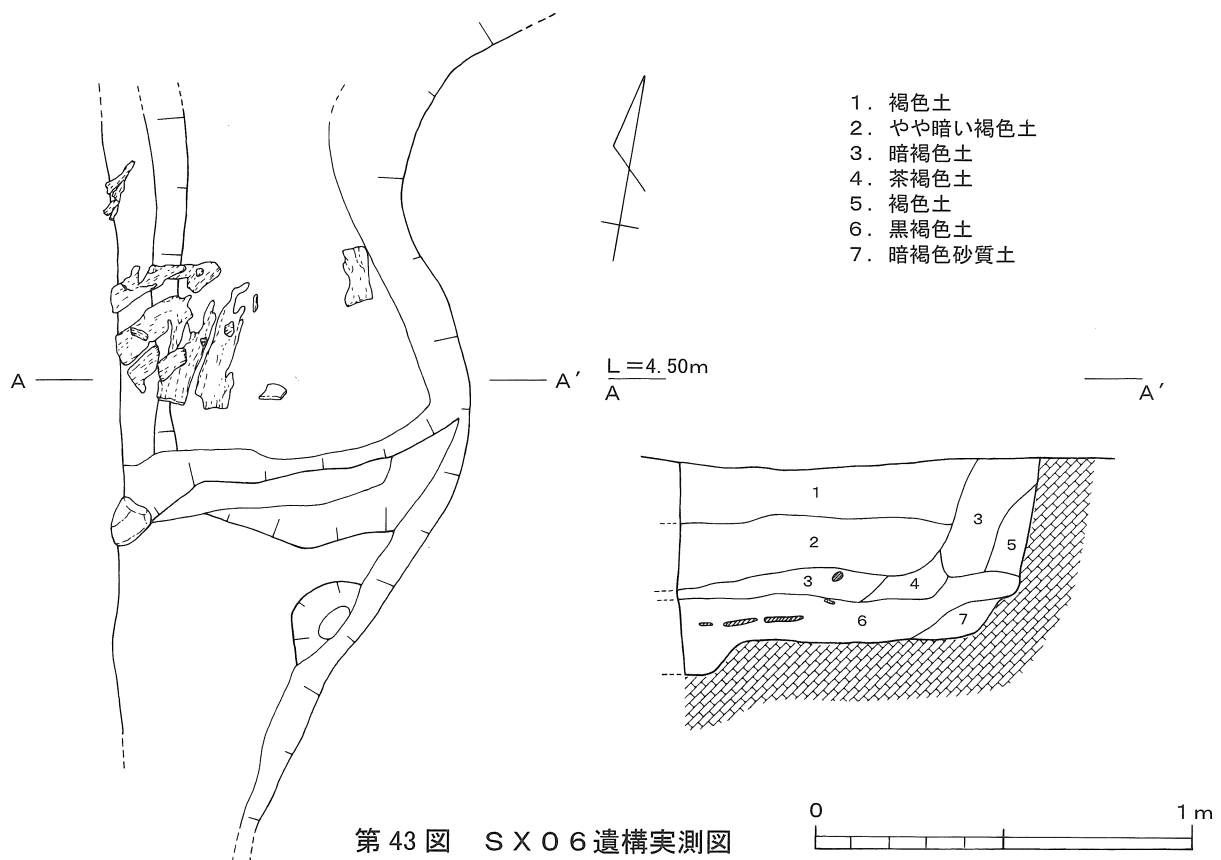 1. 褐色土
2. やや暗い褐色土
3. 暗褐色土
4. 茶褐色土
5. 褐色土
6. 黒褐色土
7. 暗褐色砂質土
A
A′
L=4.50m
A
A′
1
2
3
5
3
4
6
7
0
1m
第43図 SX06遺構実測図